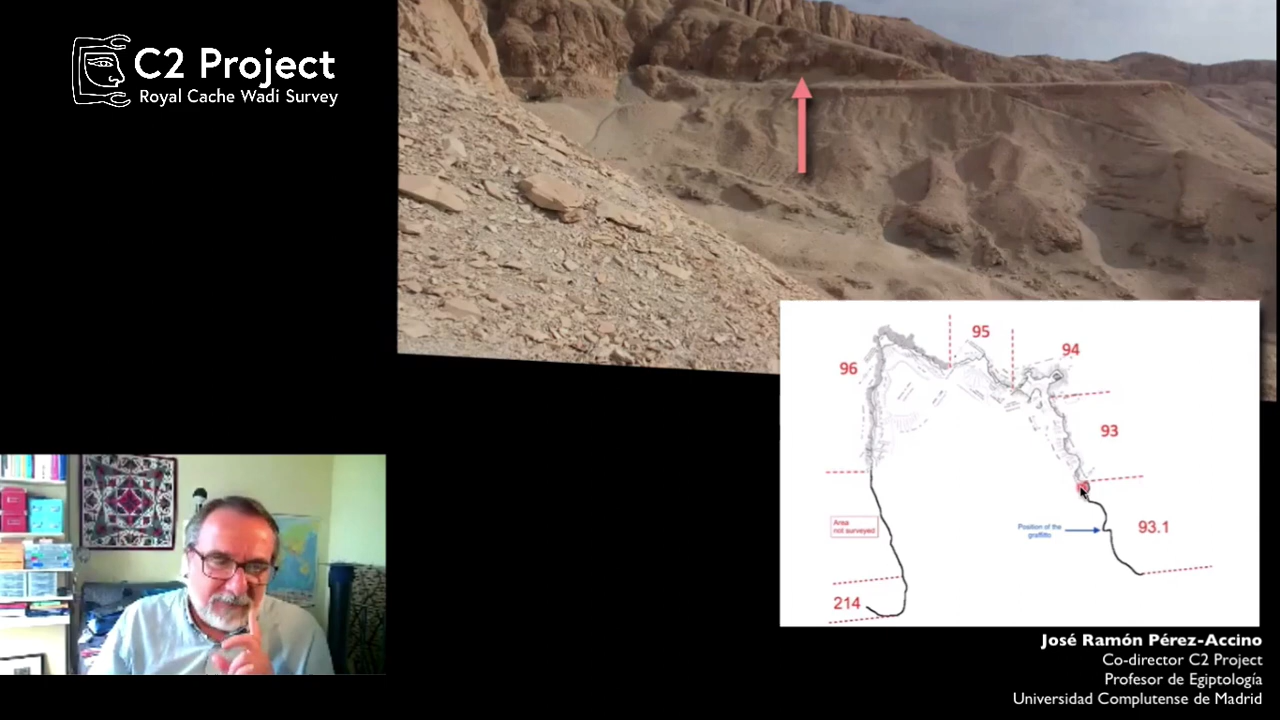 C2 Project
Royal Cache Wadi Survey
95
94
96
93
Area
not surveyed
Position of the
graffitto
93.1
214
José Ramón Pérez-Accino
Co-director C2 Project
Profesor de Egiptología
Universidad Complutense de Madrid